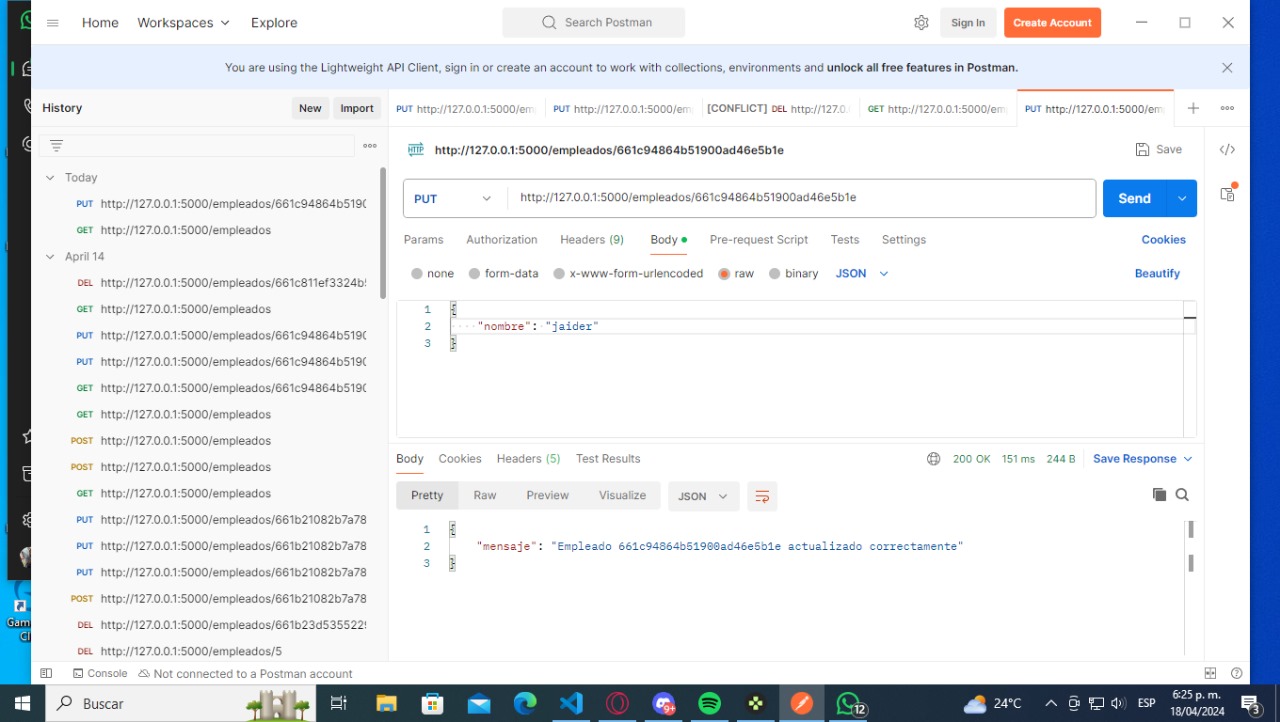 Home Workspaces Explore Search Postman Sign In Create Account
You are using the Lightweight API Client, sign in or create an account to work with collections, environments and unlock all free features in Postman.
History New Import
PUT http://127.0.0.1:5000/em PUT http://127.0.0.1:5000/em [CONFLICT] DEL http://127.0. GET http://127.0.0.1:5000/em PUT http://127.0.0.1:5000/em
HTTP http://127.0.0.1:5000/empleados/661c94864b51900ad46e5b1e Save
Today
PUT http://127.0.0.1:5000/empleados/661c94864b5190
GET http://127.0.0.1:5000/empleados
April 14
DEL http://127.0.0.1:5000/empleados/661c811ef3324b
GET http://127.0.0.1:5000/empleados
PUT http://127.0.0.1:5000/empleados/661c94864b5190
PUT http://127.0.0.1:5000/empleados/661c94864b5190
GET http://127.0.0.1:5000/empleados/661c94864b5190
GET http://127.0.0.1:5000/empleados
POST http://127.0.0.1:5000/empleados
POST http://127.0.0.1:5000/empleados
GET http://127.0.0.1:5000/empleados
PUT http://127.0.0.1:5000/empleados/661b21082b7a78
PUT http://127.0.0.1:5000/empleados/661b21082b7a78
PUT http://127.0.0.1:5000/empleados/661b21082b7a78
POST http://127.0.0.1:5000/empleados/661b21082b7a78
DEL http://127.0.0.1:5000/empleados/661b23d535522
DEL http://127.0.0.1:5000/empleados/5
PUT http://127.0.0.1:5000/empleados/661c94864b51900ad46e5b1e Send
Params Authorization Headers (9) Body Pre-request Script Tests Settings Cookies
none form-data x-www-form-urlencoded raw binary JSON Beautify
1 {
2 "nombre": "jaider"
3 }
Body Cookies Headers (5) Test Results 200 OK 151 ms 244 B Save Response
Pretty Raw Preview Visualize JSON
1 {
2 "mensaje": "Empleado 661c94864b51900ad46e5b1e actualizado correctamente"
3 }
Console Not connected to a Postman account
Buscar 9+ 12 24°C ESP 6:25 p. m.
18/04/2024 3